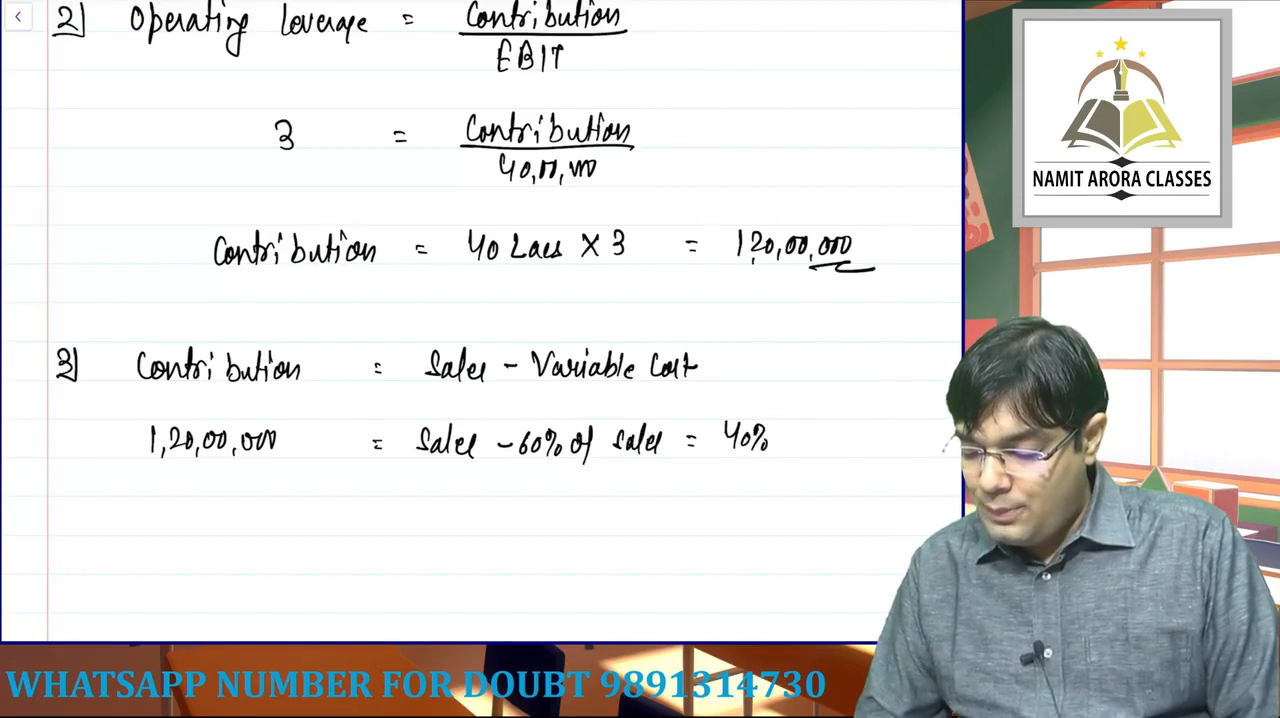 2) Operating Leverage = Contribution
EBIT
3 = Contribution
40,00,000
Contribution = 40 Lacs X 3 = 1,20,00,000
3) Contribution = Sales - Variable Cost
1,20,00,000 = Sales - 60% of Sales = 40%
NAMIT ARORA CLASSES
WHATSAPP NUMBER FOR DOUBT 9891314730